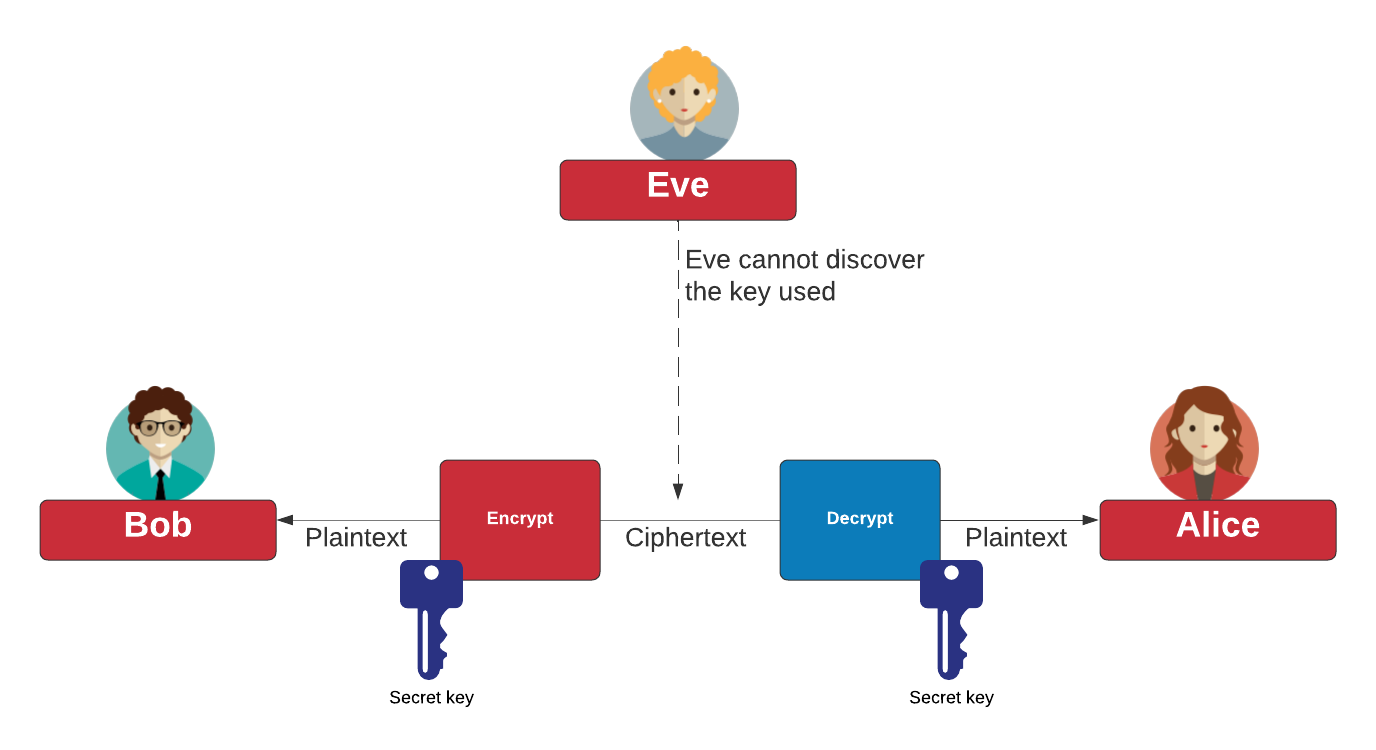 Eve
Eve cannot discover
the key used
Bob
Plaintext
Encrypt
Ciphertext
Decrypt
Plaintext
Alice
Secret key
Secret key